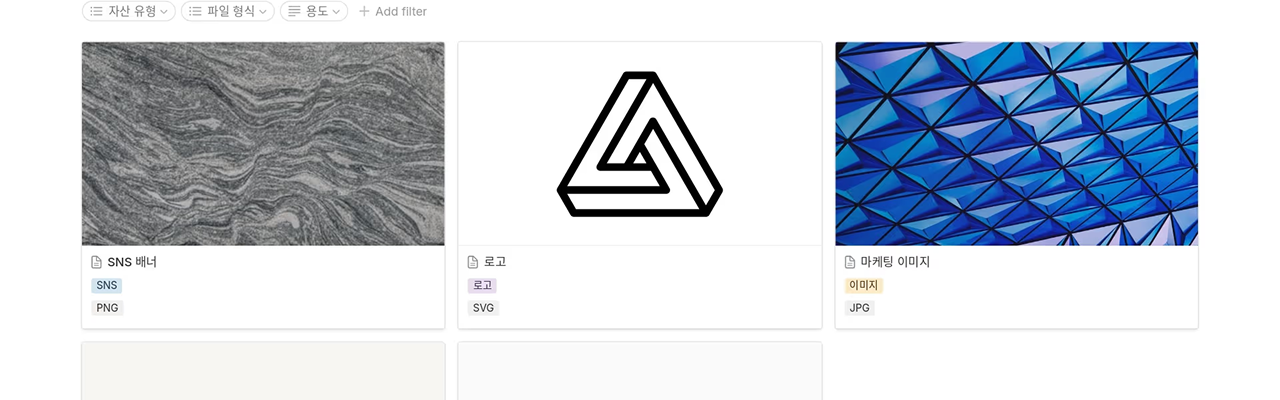 자산 유형
파일 형식
용도
Add filter
SNS 배너
SNS
PNG
로고
로고
SVG
마케팅 이미지
이미지
JPG